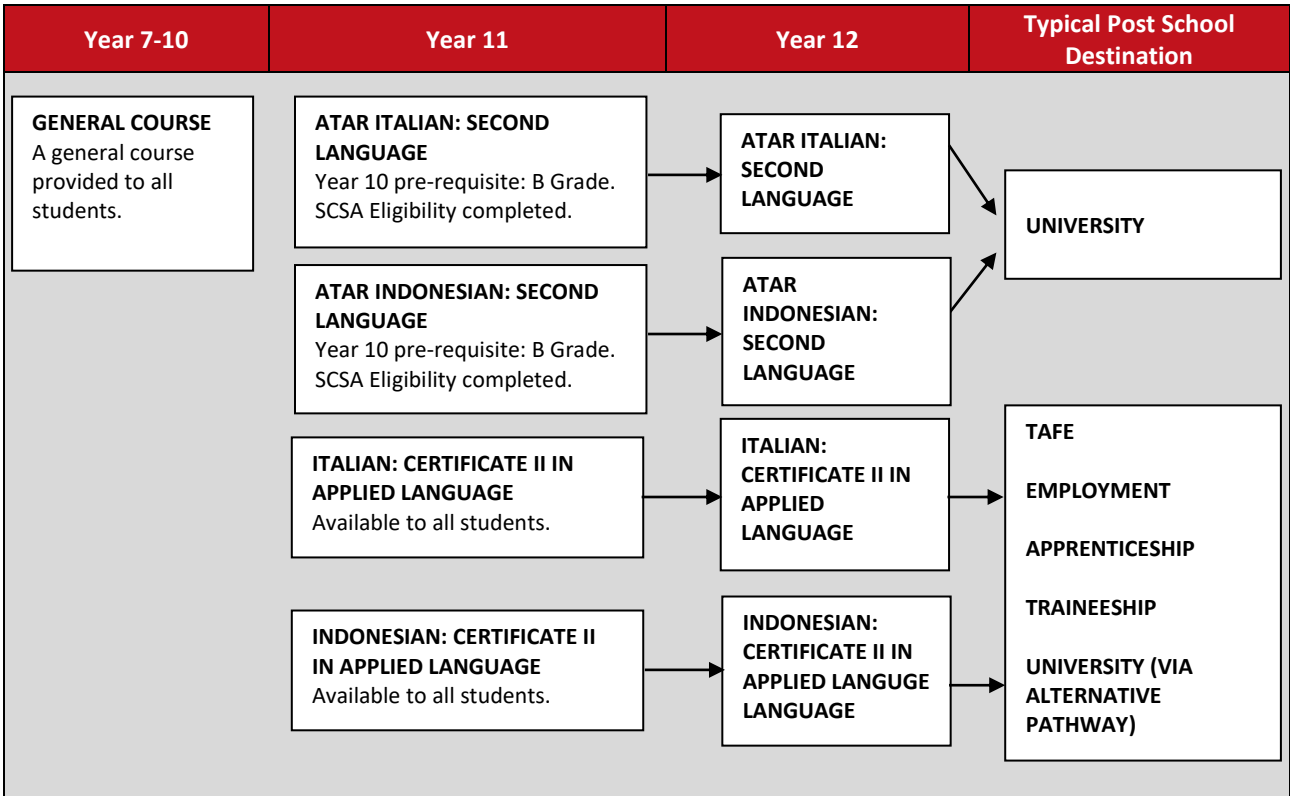 Year 7-10
Year 11
Year 12
Typical Post School
Destination
GENERAL COURSE
A general course
provided to all
students.
ATAR ITALIAN: SECOND
LANGUAGE
Year 10 pre-requisite: B Grade.
SCSA Eligibility completed.
ATAR ITALIAN:
SECOND
LANGUAGE
UNIVERSITY
ATAR INDONESIAN: SECOND
LANGUAGE
Year 10 pre-requisite: B Grade.
SCSA Eligibility completed.
ATAR
INDONESIAN:
SECOND
LANGUAGE
ITALIAN: CERTIFICATE II IN
APPLIED LANGUAGE
Available to all students.
ITALIAN:
CERTIFICATE II IN
APPLIED
LANGUAGE
INDONESIAN: CERTIFICATE II
IN APPLIED LANGUAGE
Available to all students.
INDONESIAN:
CERTIFICATE II IN
APPLIED LANGUGE
LANGUAGE
TAFE
EMPLOYMENT
APPRENTICESHIP
TRAINEESHIP
UNIVERSITY (VIA
ALTERNATIVE
PATHWAY)